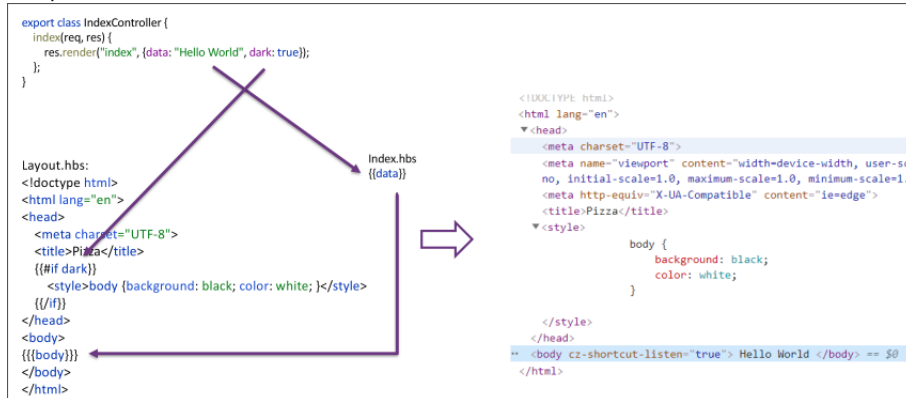 export class IndexController {
index(req, res) {
res.render("index", {data: "Hello World", dark: true});
};
}
Layout.hbs:
<!doctype html>
<html lang="en">
<head>
<meta charset="UTF-8">
<title>Pizza</title>
{{#if dark}}
<style>body {background: black; color: white; }</style>
{{/if}}
</head>
<body>
{{{body}}}
</body>
</html>
Index.hbs
{{data}}
<!DOCTYPE html>
<html lang="en">
▼<head>
<meta charset="UTF-8">
<meta name="viewport" content="width=device-width, user-sc
no, initial-scale=1.0, maximum-scale=1.0, minimum-scale=1.
<meta http-equiv="X-UA-Compatible" content="ie=edge">
<title>Pizza</title>
▼<style>
body {
background: black;
color: white;
}
</style>
</head>
<body cz-shortcut-listen="true"> Hello World </body> == $0
</html>